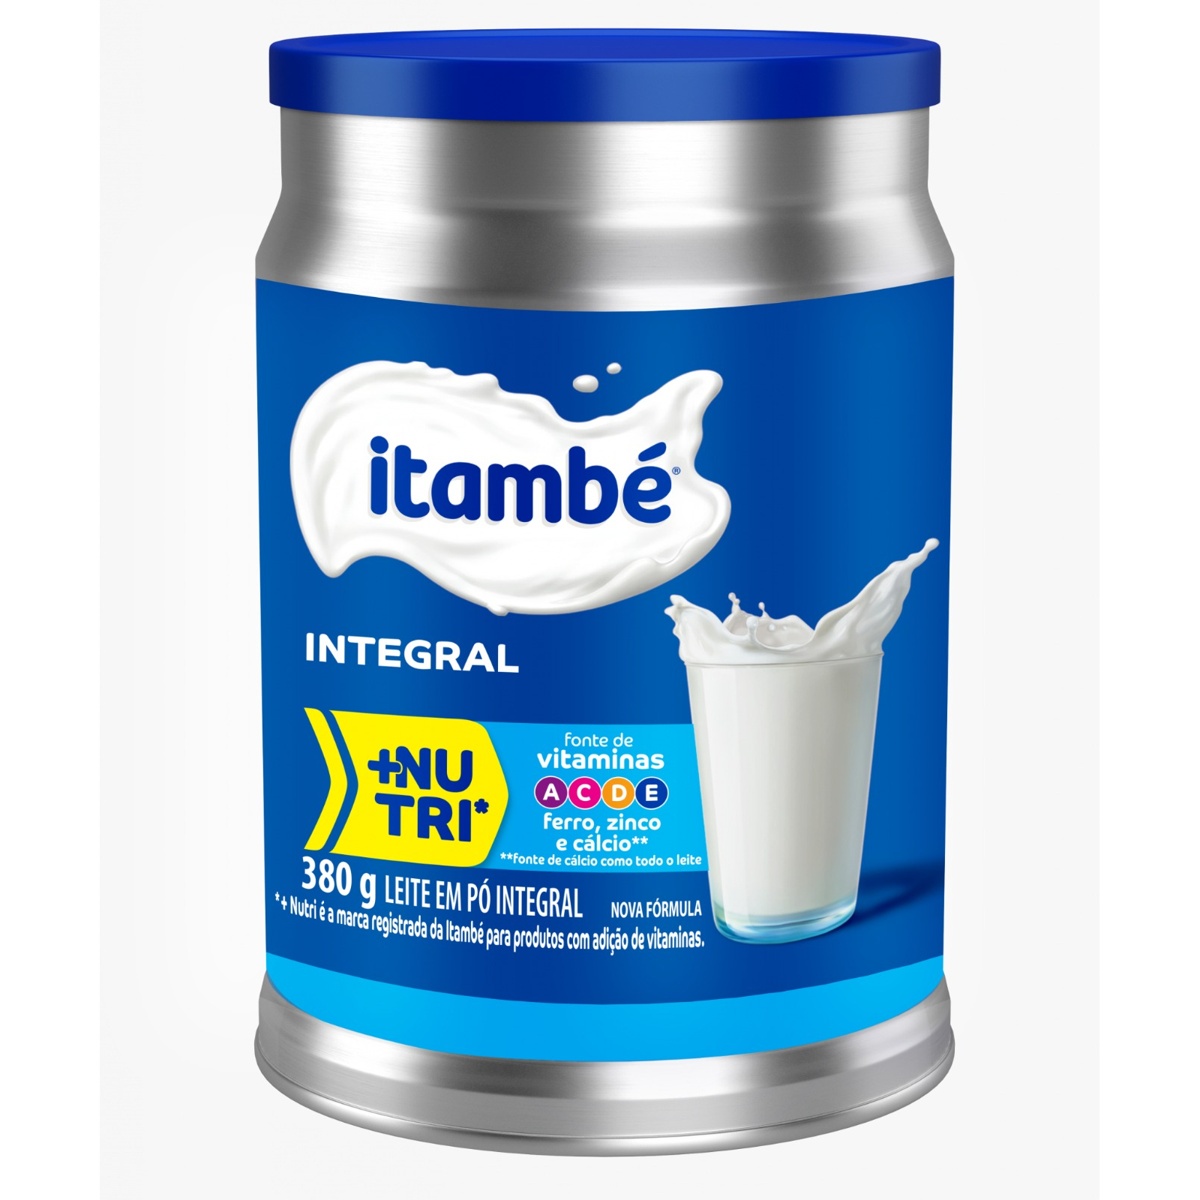 itambé®
INTEGRAL
+NU
TRI*
fonte de
vitaminas
A C D E
ferro, zinco
e cálcio**
**fonte de cálcio como todo o leite
380 g LEITE EM PÓ INTEGRAL
NOVA FÓRMULA
*+ Nutri é a marca registrada da Itambé para produtos com adição de vitaminas.